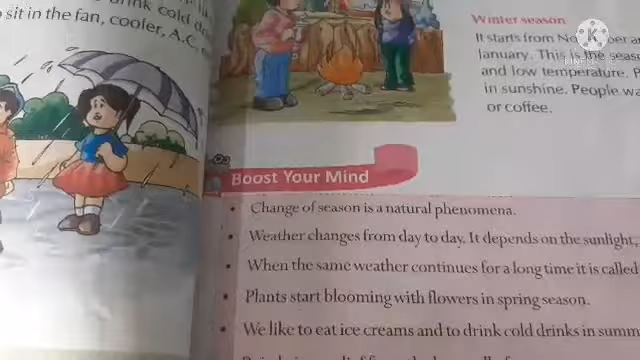 drink cold
sit in the fan, cooler, A.C,
Winter season
It starts from
January. This is the
and low temperature.
in sunshine. People
or coffee.
Boost Your Mind
• Change of season is a natural phenomena.
• Weather changes from day to day. It depends on the sunlight,
• When the same weather continues for a long time it is called
• Plants start blooming with flowers in spring season.
• We like to eat ice creams and to drink cold drinks in summ